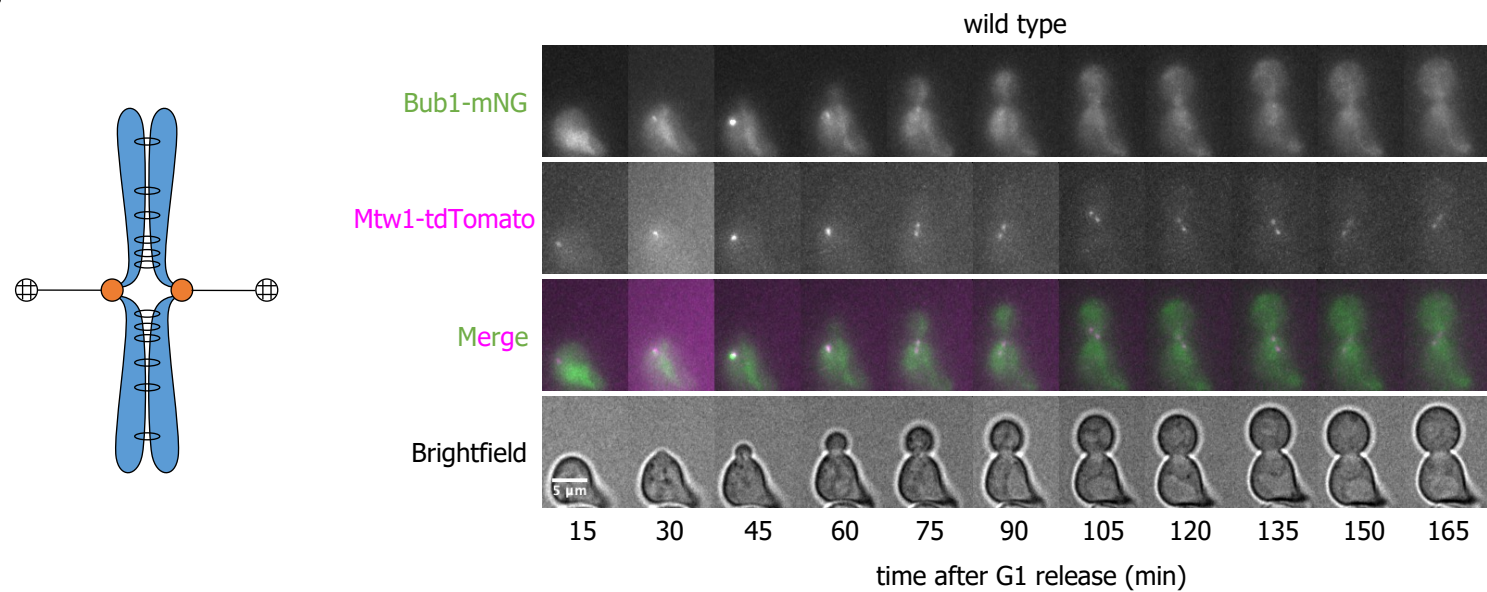 wild type
Bub1-mNG
Mtw1-tdTomato
Merge
Brightfield
5 µm
15 30 45 60 75 90 105 120 135 150 165
time after G1 release (min)